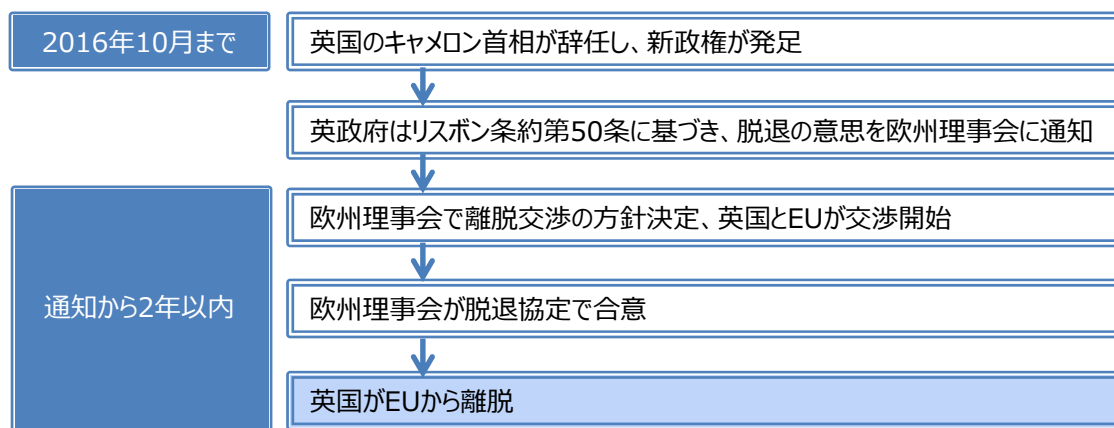 2016年10月まで
英国のキャメロン首相が辞任し、新政権が発足
英政府はリスボン条約第50条に基づき、脱退の意思を欧州理事会に通知
通知から2年以内
欧州理事会で離脱交渉の方針決定、英国とEUが交渉開始
欧州理事会が脱退協定で合意
英国がEUから離脱